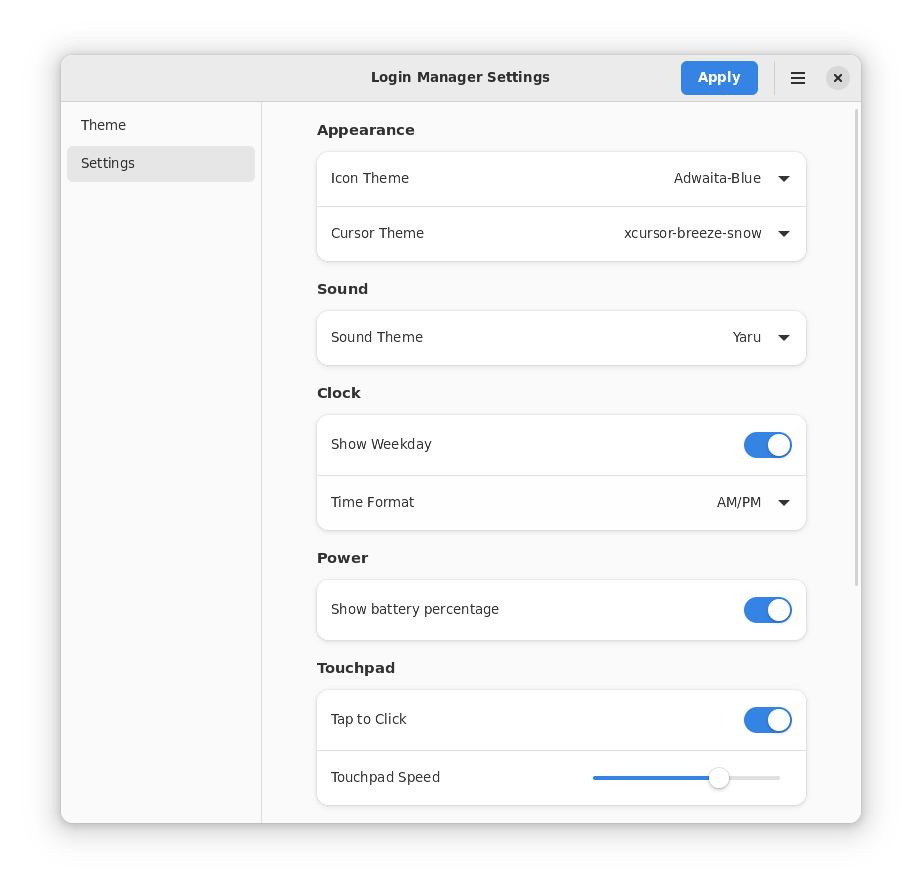 Login Manager Settings
Apply
Theme
Settings
Appearance
Icon Theme Adwaita-Blue
Cursor Theme xcursor-breeze-snow
Sound
Sound Theme Yaru
Clock
Show Weekday
Time Format AM/PM
Power
Show battery percentage
Touchpad
Tap to Click
Touchpad Speed